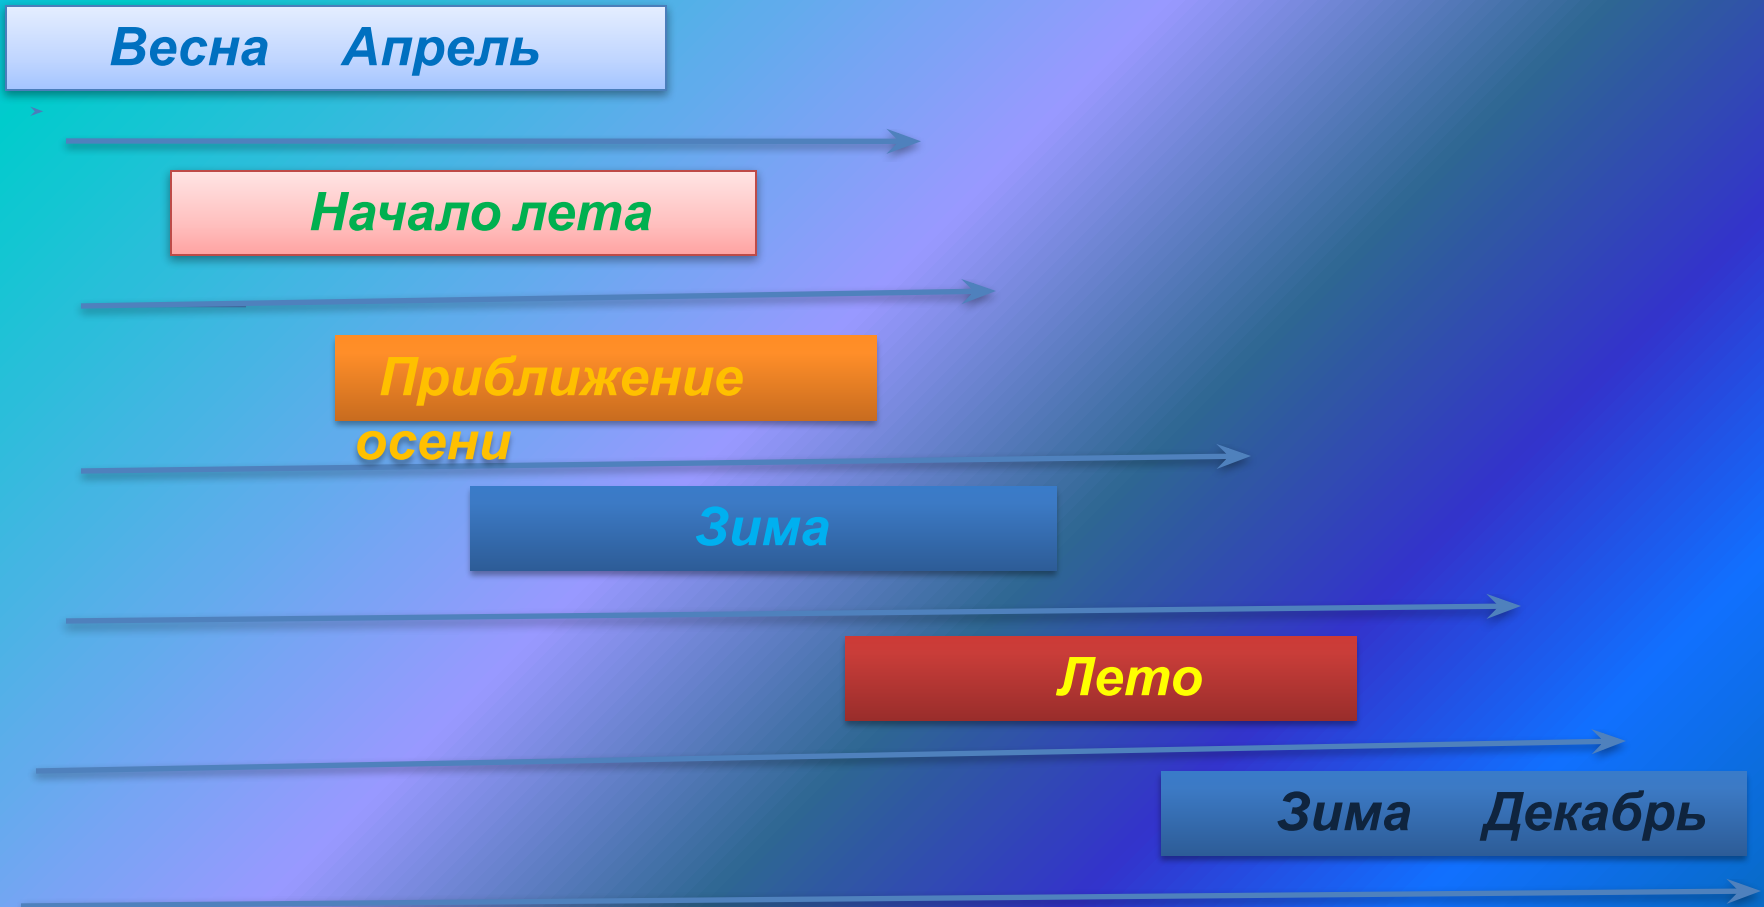 Весна Апрель
Начало лета
Приближение
осени
Зима
Лето
Зима Декабрь